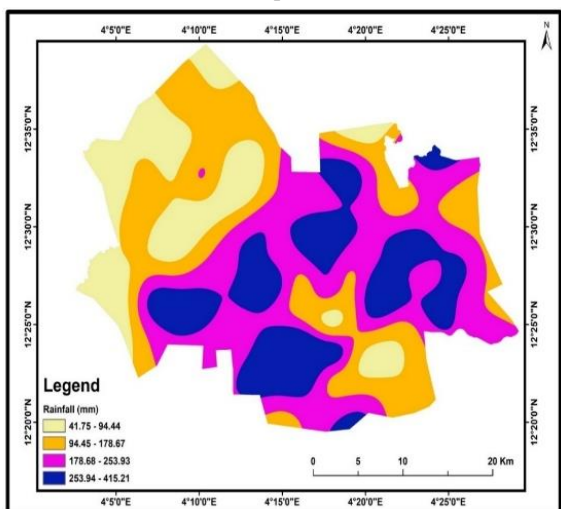 4°5'0"E 4°10'0"E 4°15'0"E 4°20'0"E 4°25'0"E
N
12°35'0"N 12°35'0"N
12°30'0"N 12°30'0"N
12°25'0"N 12°25'0"N
12°20'0"N 12°20'0"N
Legend
Rainfall (mm)
41.75 - 94.44
94.45 - 178.67
178.68 - 253.93
253.94 - 415.21
0 5 10 20 Km
4°5'0"E 4°10'0"E 4°15'0"E 4°20'0"E 4°25'0"E